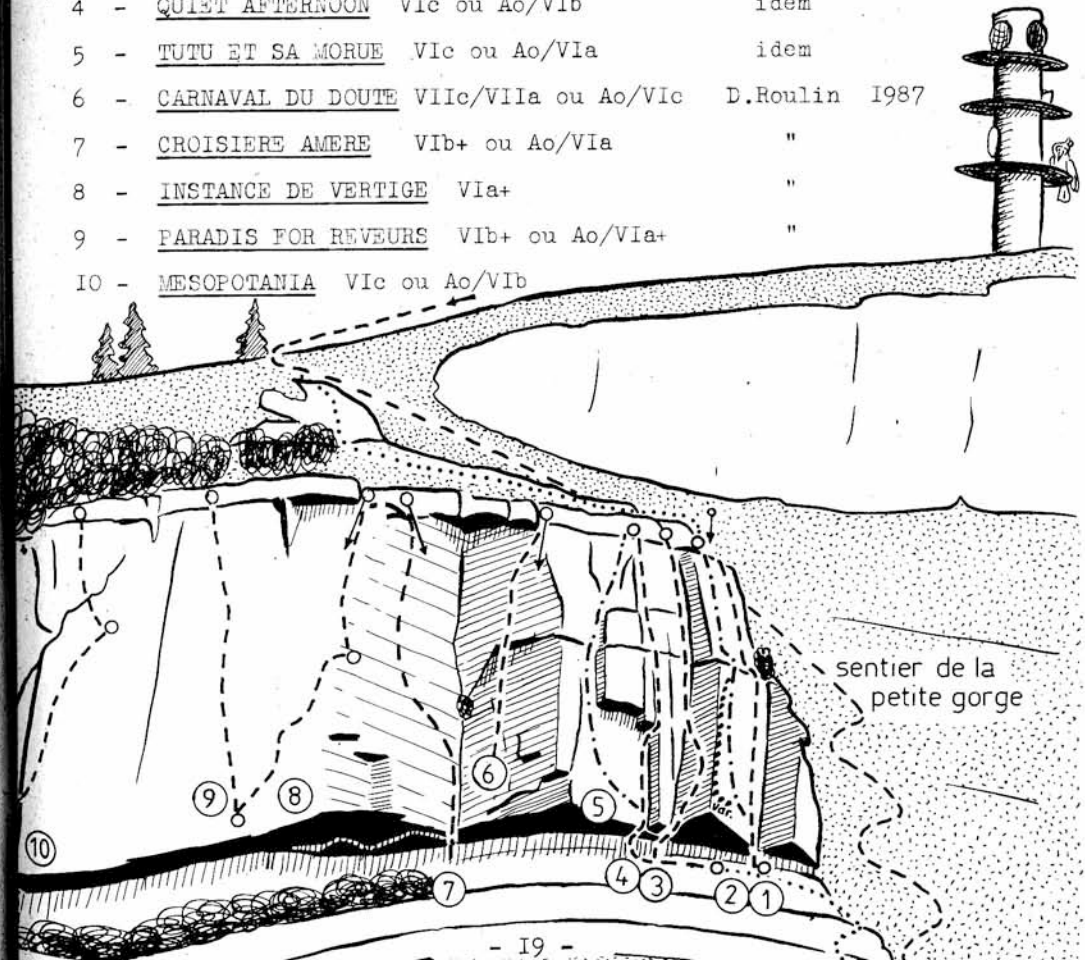 4 - QUIET AFTERNOON VIc ou Ao/VIb idem
5 - TUTU ET SA MORUE VIc ou Ao/VIa idem
6 - CARNAVAL DU DOUTE VIIc/VIIa ou Ao/VIc D.Roulin I987
7 - CROISIERE AMERE VIb+ ou Ao/VIa "
8 - INSTANCE DE VERTIGE VIa+ "
9 - PARADIS FOR REVEURS VIb+ ou Ao/VIa+ "
IO - MESOPOTANIA VIc ou Ao/VIb
sentier de la
petite gorge
6
9
8
5
var.
10
7
4
3
2
1
- I9 -